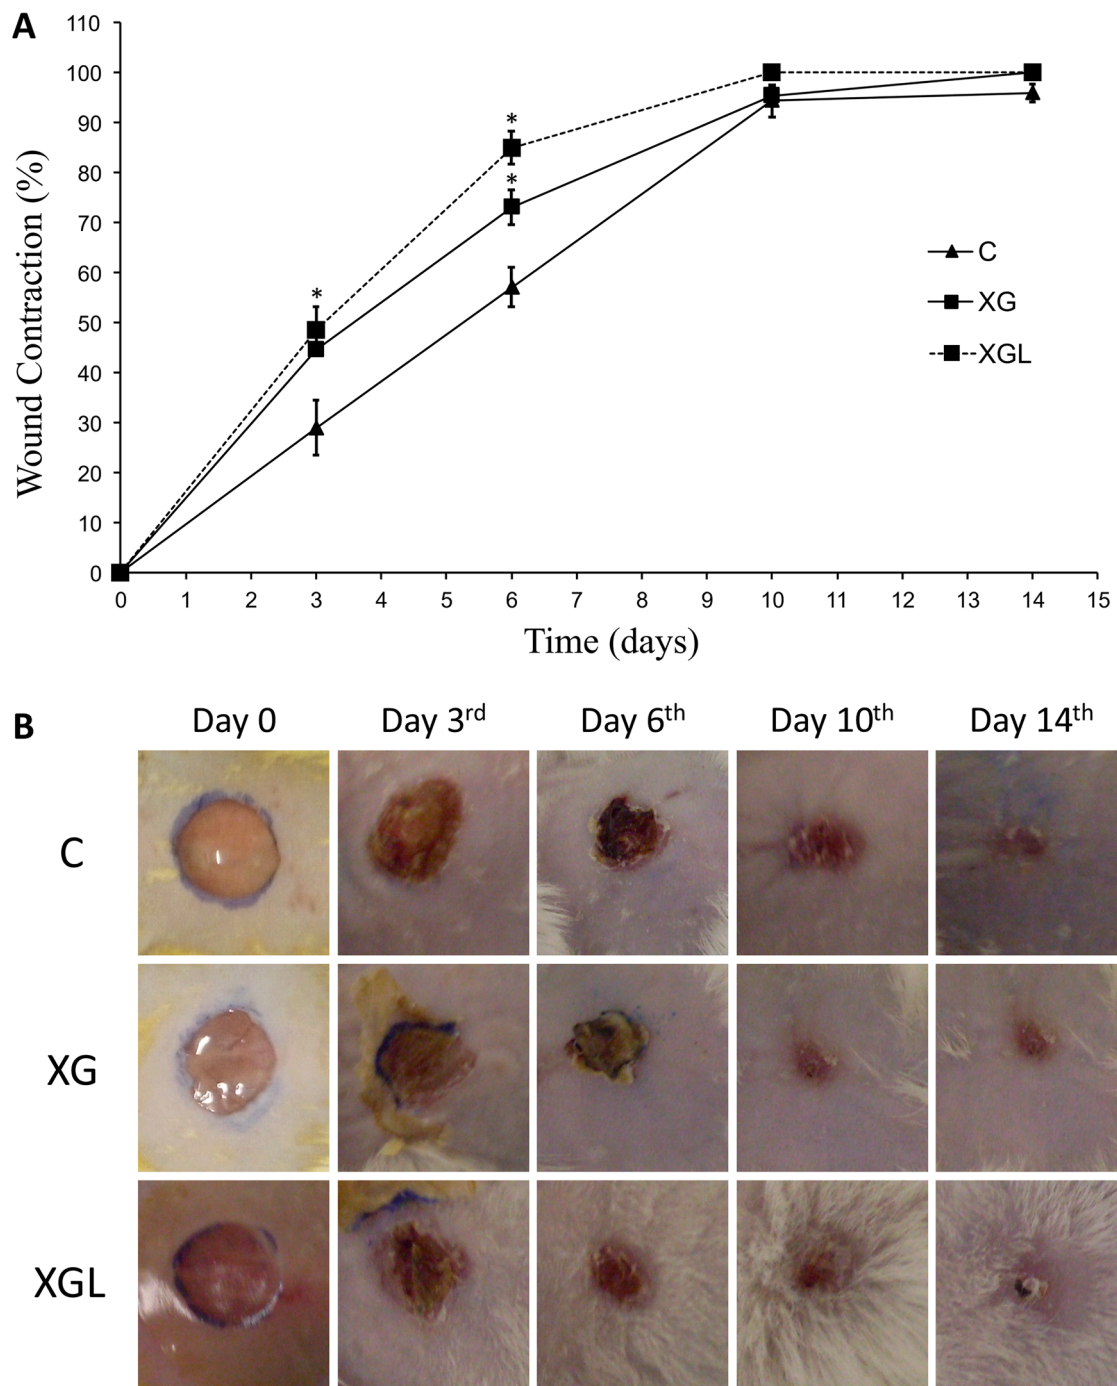 A
Wound Contraction (%)
110
100
90
80
70
60
50
40
30
20
10
0
*
*
*
C
XG
XGL
0 1 2 3 4 5 6 7 8 9 10 11 12 13 14 15
Time (days)
B
Day 0 Day 3rd Day 6th Day 10th Day 14th
C
XG
XGL